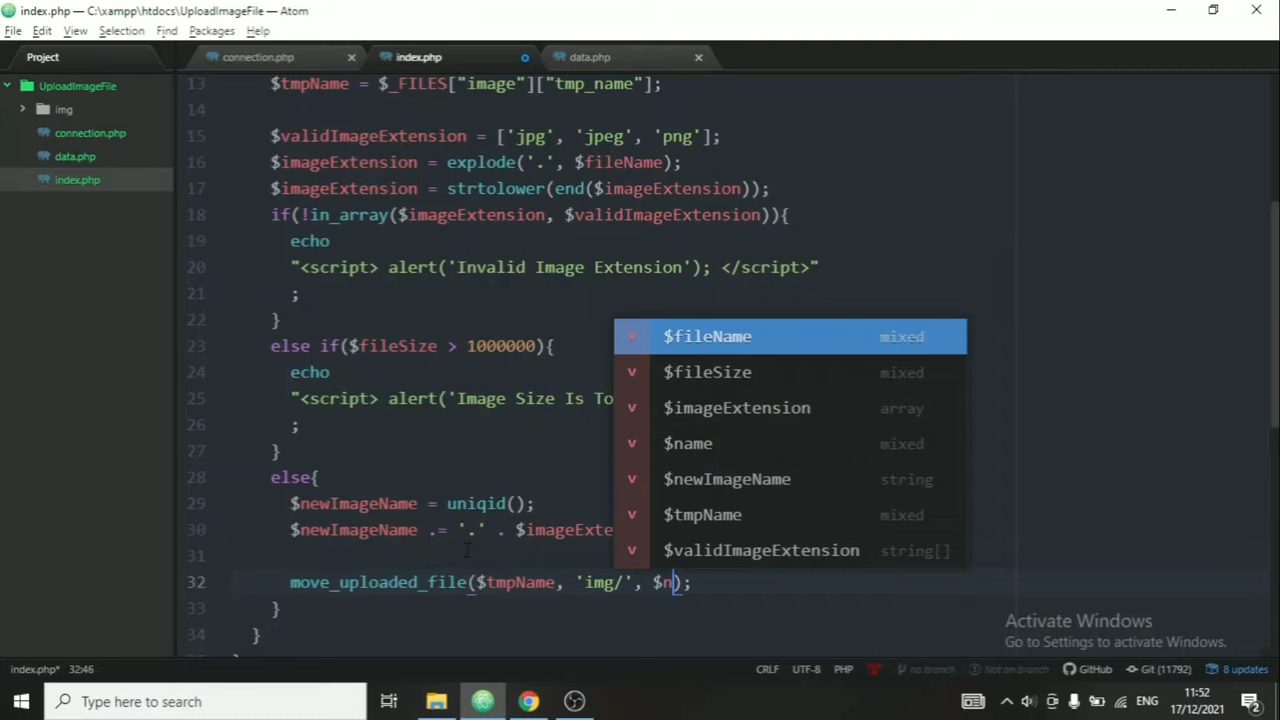 index.php — C:\xampp\htdocs\UploadImageFile — Atom
File Edit View Selection Find Packages Help
Project
connection.php
index.php
data.php
UploadImageFile
img
connection.php
data.php
index.php
13 $tmpName = $_FILES["image"]["tmp_name"];
14
15 $validImageExtension = ['jpg', 'jpeg', 'png'];
16 $imageExtension = explode('.', $fileName);
17 $imageExtension = strtolower(end($imageExtension));
18 if(!in_array($imageExtension, $validImageExtension)){
19 echo
20 "<script> alert('Invalid Image Extension'); </script>"
21 ;
22 }
23 else if($fileSize > 1000000){
24 echo
25 "<script> alert('Image Size Is To
26 ;
27 }
28 else{
29 $newImageName = uniqid();
30 $newImageName .= '.' . $imageExte
31
32 move_uploaded_file($tmpName, 'img/', $n);
33 }
34 }
v $fileName mixed
v $fileSize mixed
v $imageExtension array
v $name mixed
v $newImageName string
v $tmpName mixed
v $validImageExtension string[]
Activate Windows
Go to Settings to activate Windows.
index.php* 32:46
CRLF UTF-8 PHP no branch Not on branch GitHub Git (11792) 8 updates
Type here to search
ENG
11:52
17/12/2021
2